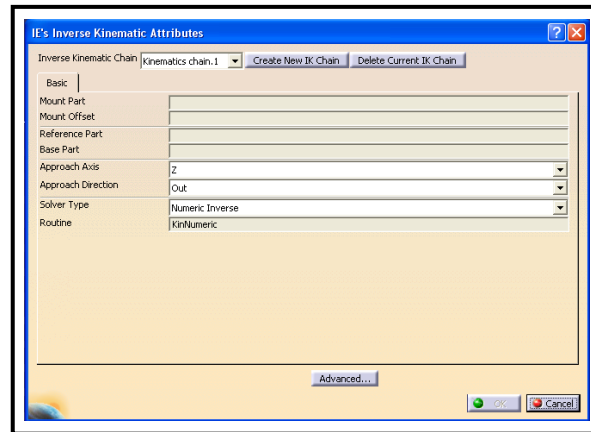 IE's Inverse Kinematic Attributes
Inverse Kinematic Chain Kinematics chain.1 Create New IK Chain Delete Current IK Chain
Basic
Mount Part
Mount Offset
Reference Part
Base Part
Approach Axis Z
Approach Direction Out
Solver Type Numeric Inverse
Routine KinNumeric
Advanced...
OK Cancel